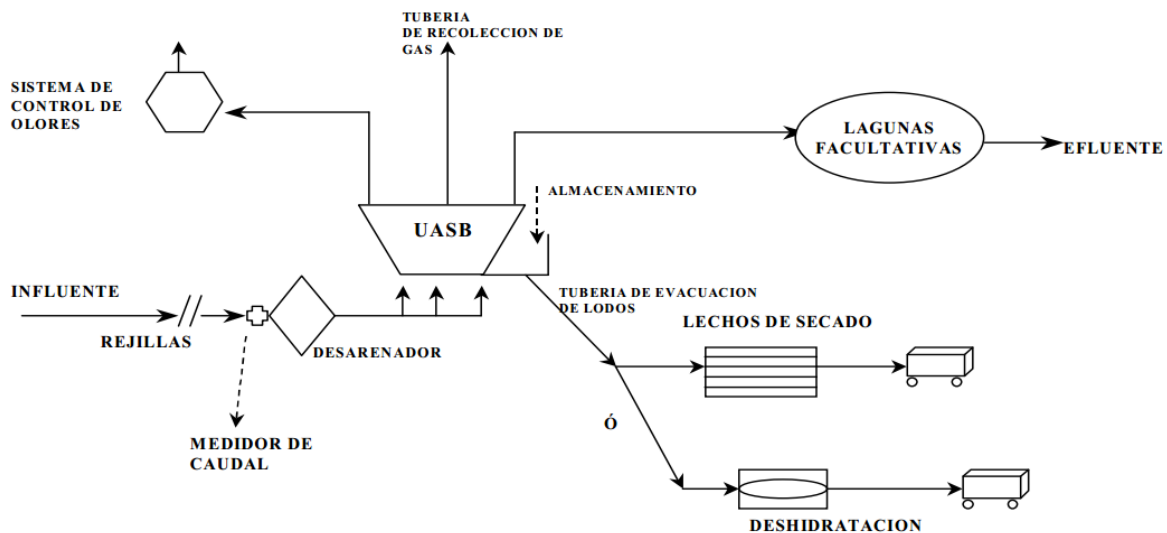 TUBERIA
DE RECOLECCION DE
GAS
SISTEMA DE
CONTROL DE
OLORES
LAGUNAS
FACULTATIVAS
EFLUENTE
ALMACENAMIENTO
UASB
INFLUENTE
REJILLAS
DESARENADOR
TUBERIA DE EVACUACION
DE LODOS
LECHOS DE SECADO
Ó
MEDIDOR DE
CAUDAL
DESHIDRATACION